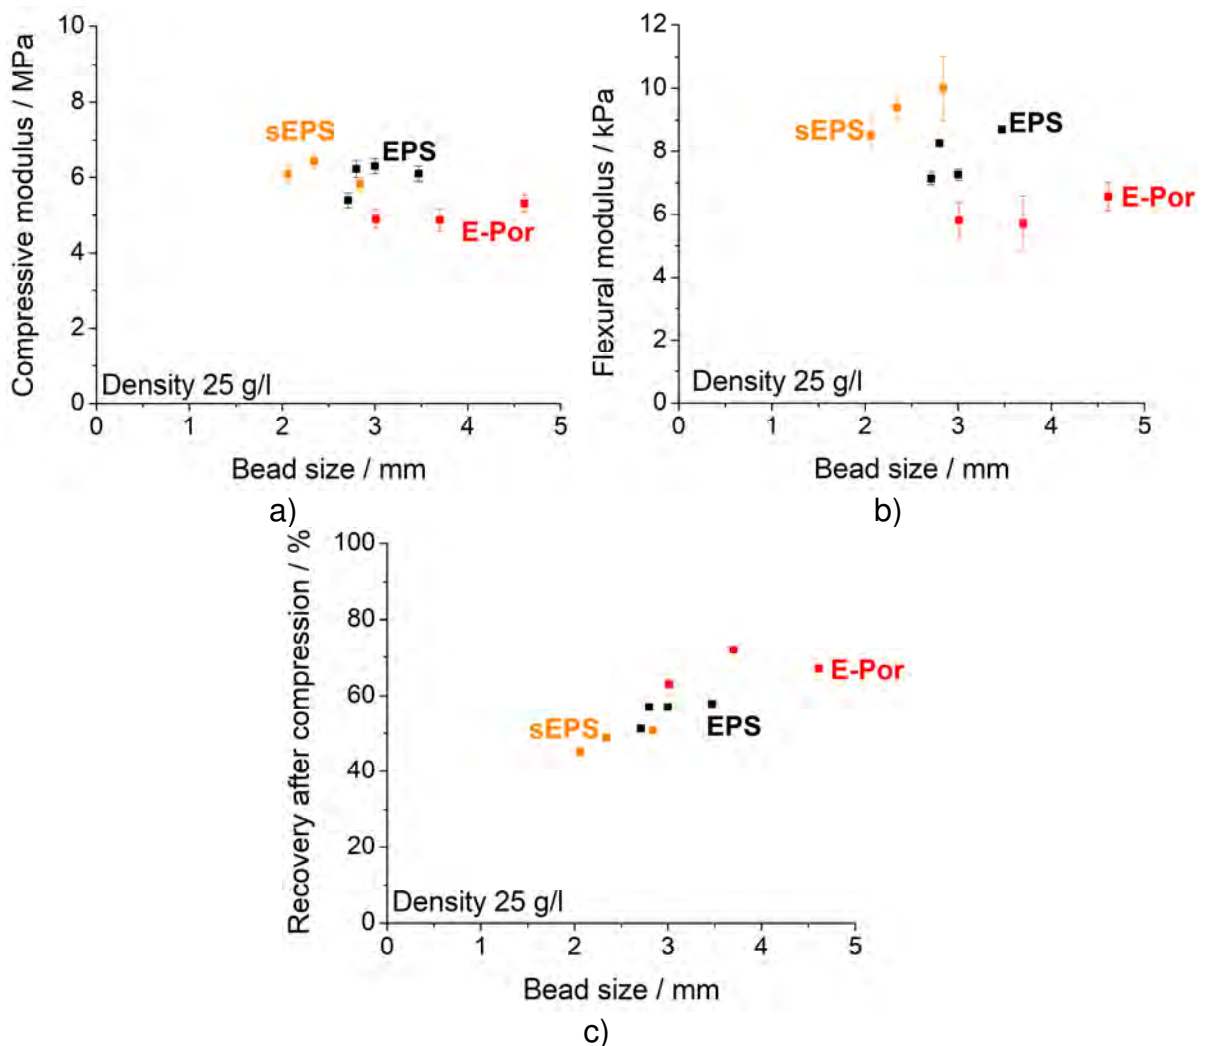 Compressive modulus / MPa
10
8
6
4
2
0
sEPS
EPS
E-Por
Density 25 g/l
0 1 2 3 4 5
Bead size / mm
a)
Flexural modulus / kPa
12
10
8
6
4
2
0
sEPS
EPS
E-Por
Density 25 g/l
0 1 2 3 4 5
Bead size / mm
b)
Recovery after compression / %
100
80
60
40
20
0
sEPS
EPS
E-Por
Density 25 g/l
0 1 2 3 4 5
Bead size / mm
c)